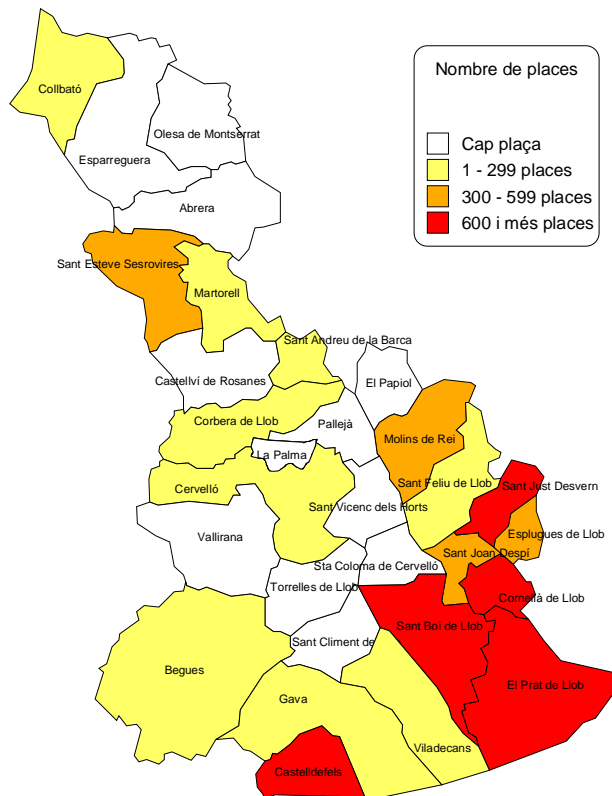 Nombre de places
Cap plaça
1 - 299 places
300 - 599 places
600 i més places
Collbató
Olesa de Montserrat
Esparreguera
Abrera
Sant Esteve Sesrovires
Martorell
Sant Andreu de la Barca
Castellví de Rosanes
El Papiol
Corbera de Llob
Pallejà
Molins de Rei
La Palma
Cervelló
Sant Feliu de Llob
Sant Just Desvern
Sant Vicenc dels Horts
Vallirana
Esplugues de Llob
Sant Joan Despí
Sta Coloma de Cervelló
Torrelles de Llob
Cornellà de Llob
Sant Boi de Llob
Sant Climent de
Begues
El Prat de Llob
Gava
Viladecans
Castelldefels